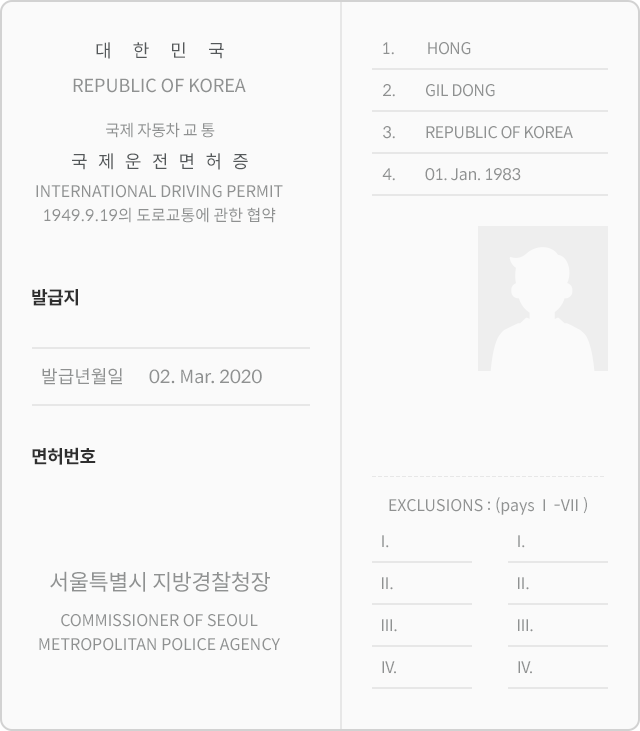 대 한 민 국
REPUBLIC OF KOREA
국제 자동차 교 통
국 제 운 전 면 허 증
INTERNATIONAL DRIVING PERMIT
1949.9.19의 도로교통에 관한 협약
발급지
발급년월일 02. Mar. 2020
면허번호
서울특별시 지방경찰청장
COMMISSIONER OF SEOUL
METROPOLITAN POLICE AGENCY
1. HONG
2. GIL DONG
3. REPUBLIC OF KOREA
4. 01. Jan. 1983
EXCLUSIONS : (pays I -VII )
I. I.
II. II.
III. III.
IV. IV.